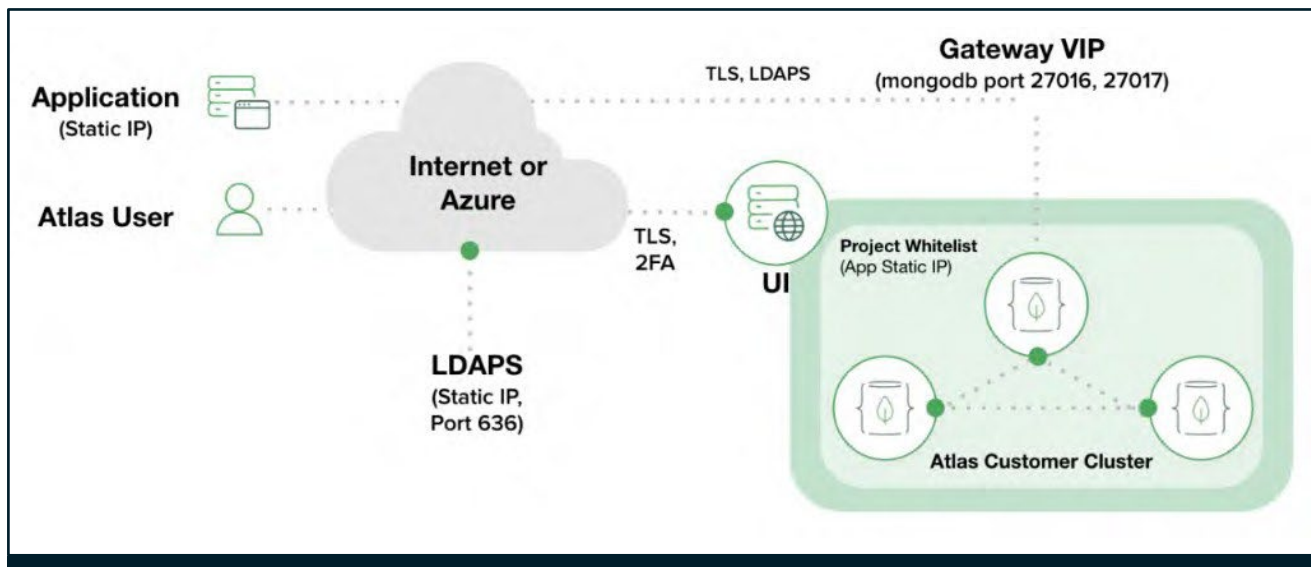 Application
(Static IP)
Atlas User
Internet or
Azure
TLS, LDAPS
Gateway VIP
(mongodb port 27016, 27017)
TLS,
2FA
UI
LDAPS
(Static IP,
Port 636)
Project Whitelist
(App Static IP)
Atlas Customer Cluster